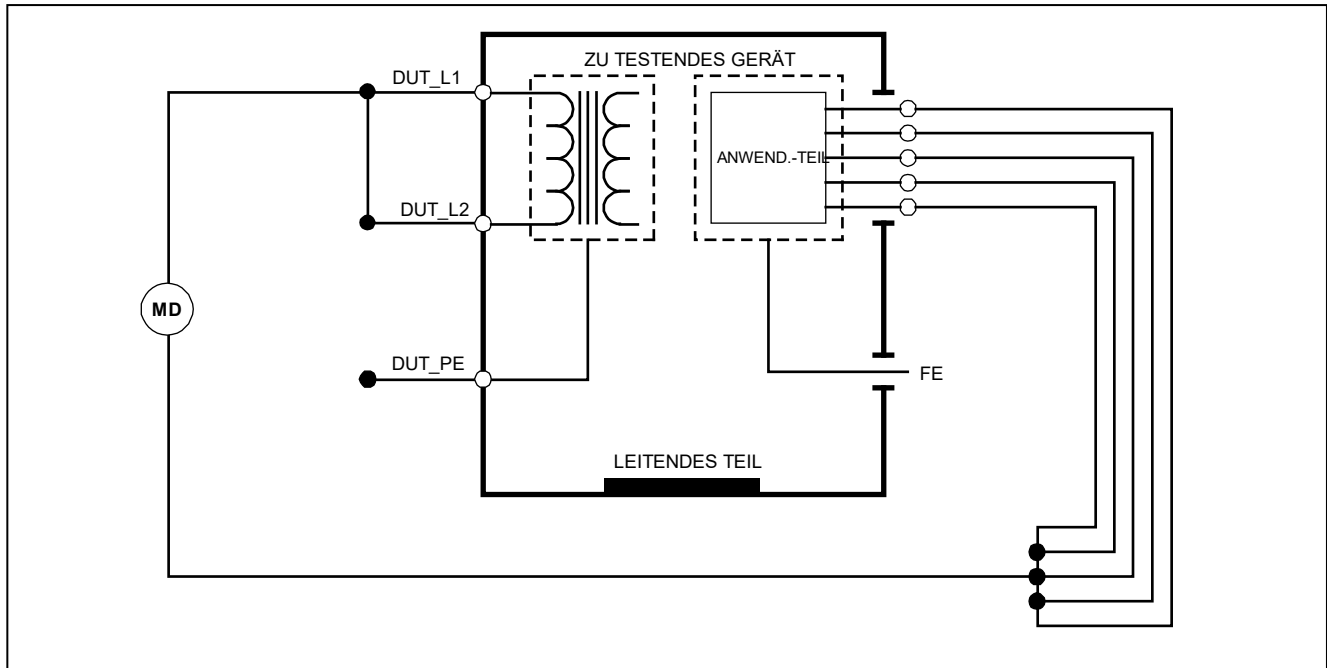 ZU TESTENDES GERÄT
DUT_L1
ANWEND.-TEIL
DUT_L2
MD
DUT_PE
FE
LEITENDES TEIL